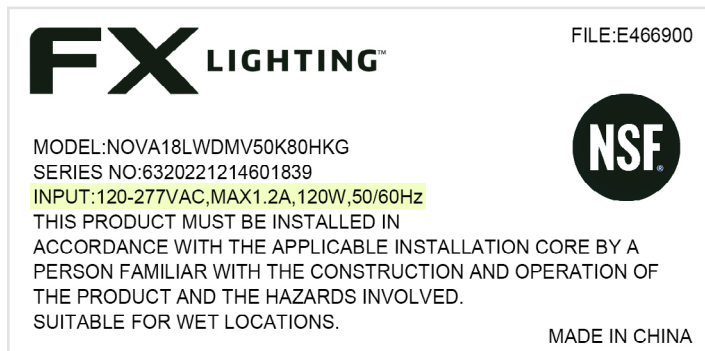 FX LIGHTING™
FILE:E466900
NSF®
MODEL:NOVA18LWDMV50K80HKG
SERIES NO:6320221214601839
INPUT:120-277VAC,MAX1.2A,120W,50/60Hz
THIS PRODUCT MUST BE INSTALLED IN
ACCORDANCE WITH THE APPLICABLE INSTALLATION CORE BY A
PERSON FAMILIAR WITH THE CONSTRUCTION AND OPERATION OF
THE PRODUCT AND THE HAZARDS INVOLVED.
SUITABLE FOR WET LOCATIONS.
MADE IN CHINA